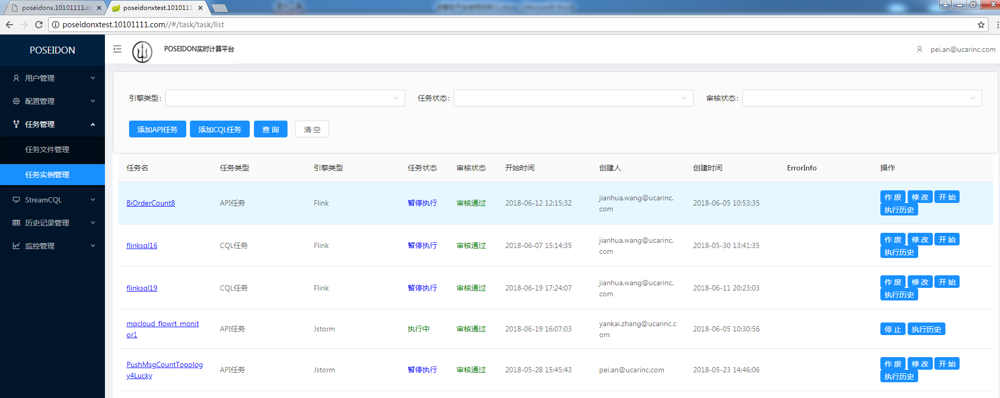 poseidonx.10101111.cc
poseidonxtest.1010111
poseidonxtest.10101111.com//#/task/task/list
POSEIDON
POSEIDON实时计算平台
pei.an@ucarinc.com
用户管理
配置管理
任务管理
任务文件管理
任务实例管理
StreamCQL
历史记录管理
监控管理
引擎类型:
任务状态:
审核状态:
添加API任务 添加CQL任务 查 询 清 空
任务名 任务类型 引擎类型 任务状态 审核状态 开始时间 创建人 创建时间 ErrorInfo 操作
BiOrderCount8 API任务 Flink 暂停执行 审核通过 2018-06-12 12:15:32 jianhua.wang@ucarinc. 2018-06-05 10:53:35 作 废 修 改 开 始
com 执行历史
flinksql16 CQL任务 Flink 暂停执行 审核通过 2018-06-07 15:14:35 jianhua.wang@ucarinc. 2018-05-30 13:41:35 作 废 修 改 开 始
com 执行历史
flinksql19 CQL任务 Flink 暂停执行 审核通过 2018-06-19 17:24:07 jianhua.wang@ucarinc. 2018-06-11 20:23:03 作 废 修 改 开 始
com 执行历史
mqcloud_flowrt_monit API任务 Jstorm 执行中 审核通过 2018-06-19 16:07:03 yankai.zhang@ucarinc.c 2018-06-05 10:30:56 停 止 执行历史
or1 om
PushMsgCountTopolog API任务 Jstorm 暂停执行 审核通过 2018-05-28 15:45:43 pei.an@ucarinc.com 2018-05-23 14:46:06 作 废 修 改 开 始
y4Lucky 执行历史